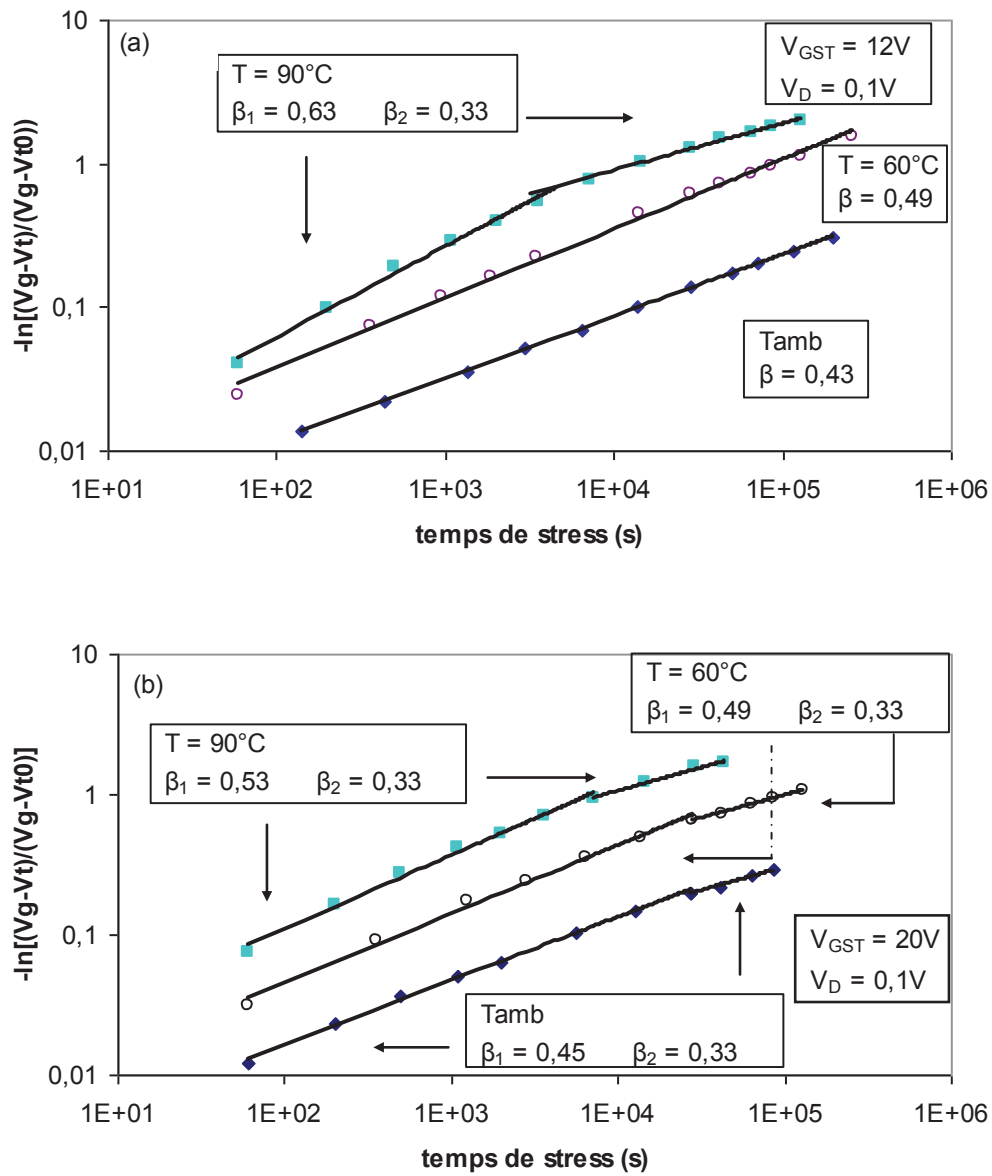 10
(a)
V_GST = 12V
V_D = 0,1V
T = 90°C
β₁ = 0,63 β₂ = 0,33
1
T = 60°C
β = 0,49
-ln[(Vg-Vt)/(Vg-Vt0))
0,1
Tamb
β = 0,43
0,01
1E+01 1E+02 1E+03 1E+04 1E+05 1E+06
temps de stress (s)
10
(b)
T = 60°C
β₁ = 0,49 β₂ = 0,33
T = 90°C
β₁ = 0,53 β₂ = 0,33
1
-ln[(Vg-Vt)/(Vg-Vt0)]
0,1
V_GST = 20V
V_D = 0,1V
Tamb
β₁ = 0,45 β₂ = 0,33
0,01
1E+01 1E+02 1E+03 1E+04 1E+05 1E+06
temps de stress (s)